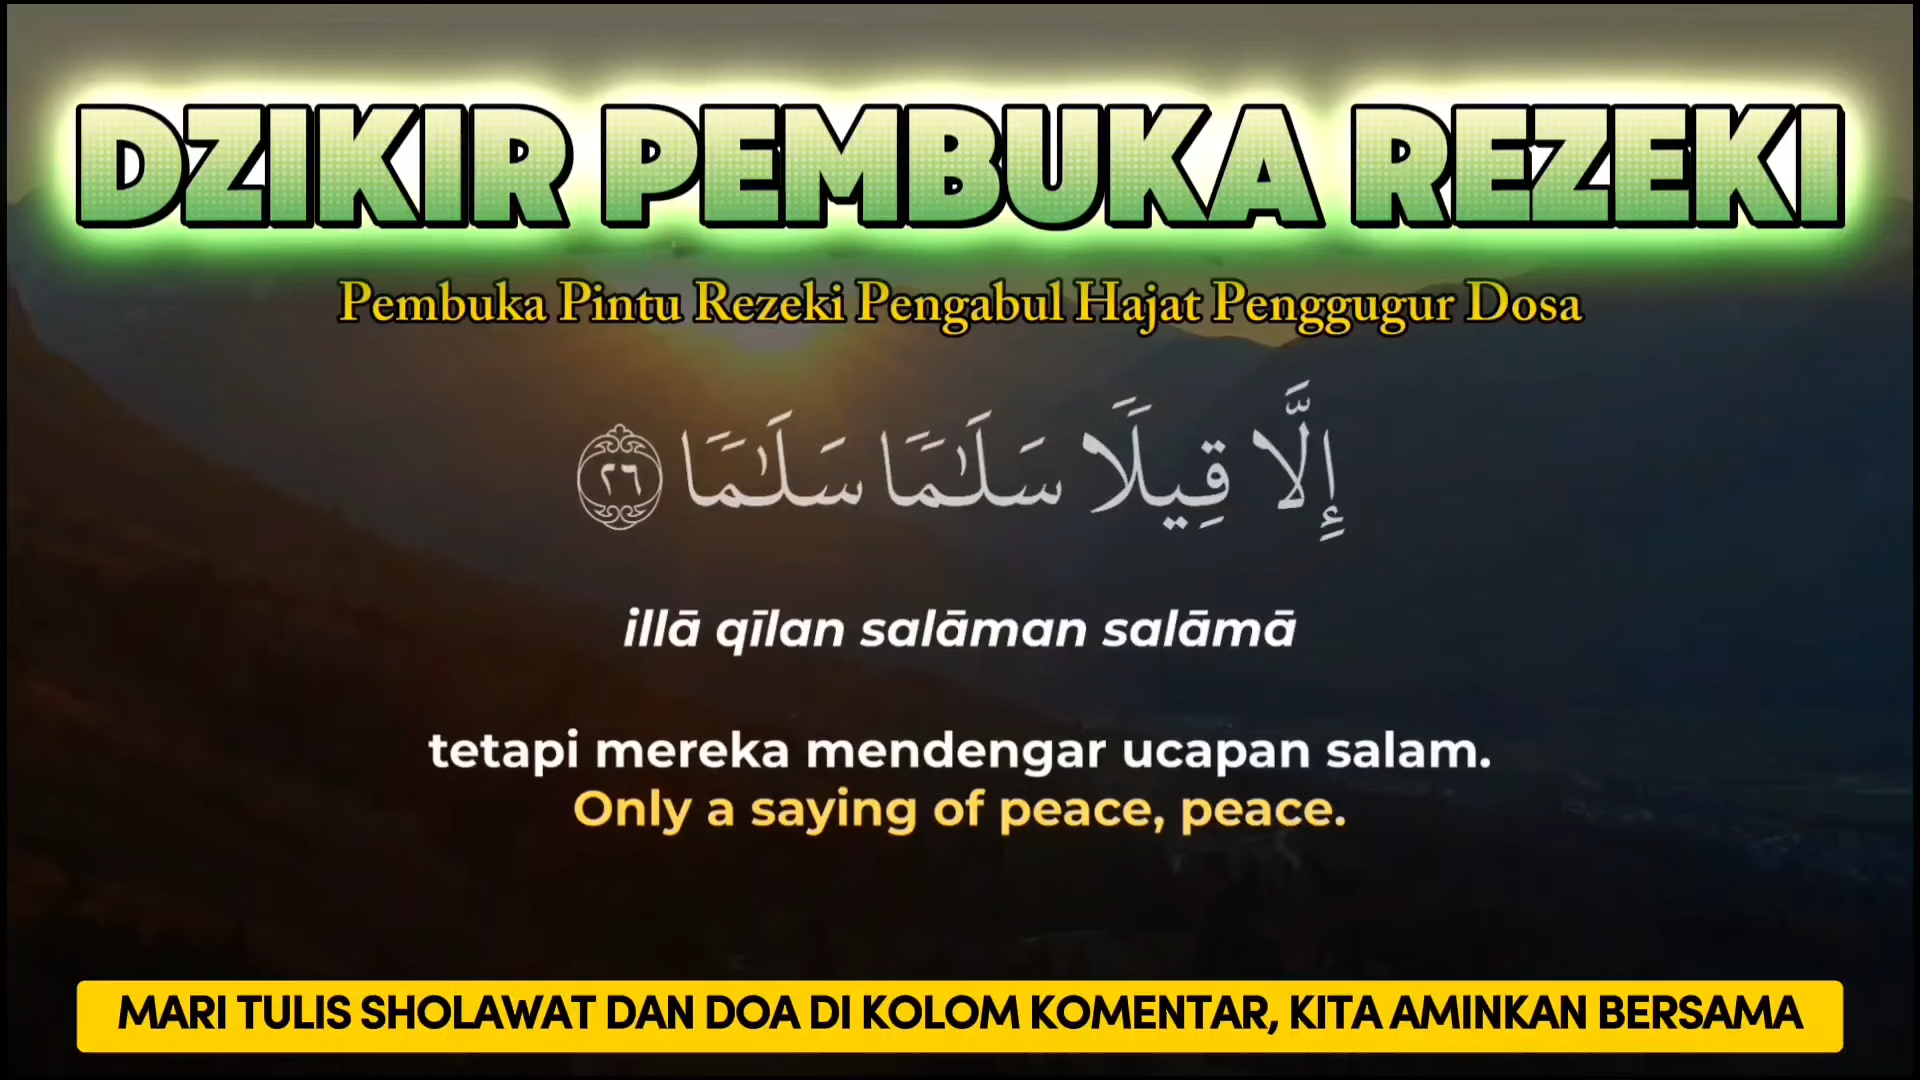 DZIKIR PEMBUKA REZEKI
Pembuka Pintu Rezeki Pengabul Hajat Penggugur Dosa
إِلَّا قِيلًا سَلَـٰمًا سَلَـٰمًا ٢٦
illā qīlan salāman salāmā
tetapi mereka mendengar ucapan salam.
Only a saying of peace, peace.
MARI TULIS SHOLAWAT DAN DOA DI KOLOM KOMENTAR, KITA AMINKAN BERSAMA